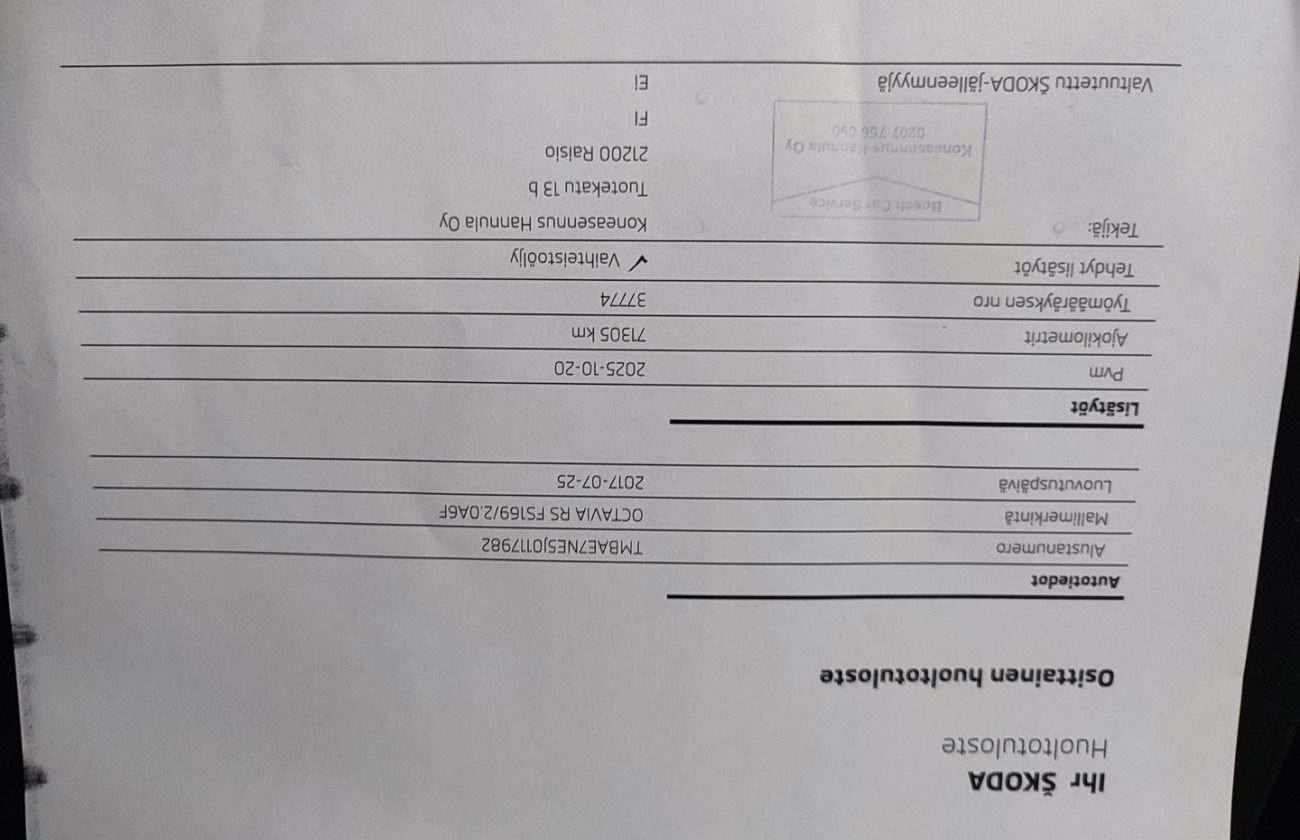 Ihr ŠKODA
Huoltotuloste
Osittainen huoltotuloste
Autotiedot
Alustanumero TMBAE7NE5J0117982
Mallimerkintä OCTAVIA RS FS169/2.0A6F
Luovutuspäivä 2017-07-25
Lisätyöt
Pvm 2025-10-20
Ajokilometrit 71305 km
Työmääräyksen nro 37774
Tehdyt lisätyöt ✓ Vaihteistoöljy
Tekijä: Koneasennus Hannula Oy
Tuotekatu 13 b
21200 Raisio
FI
Bosch Car Service
Koneasennus Hannula Oy
0207 756 090
Valtuutettu ŠKODA-jälleenmyyjä Ei